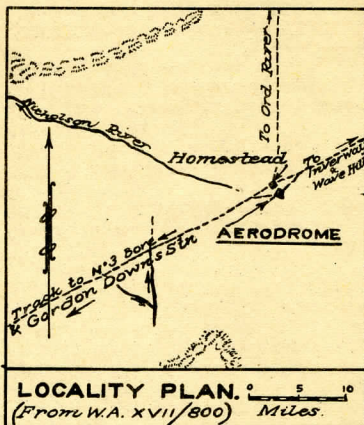 To Ord River
Nicholson River
Homestead
To
Inverway
&
Wave Hill
AERODROME
Track to No 3 Bore
& Gordon Downs Stn
LOCALITY PLAN. 0 5 10
(From W.A. XVII/800) Miles.